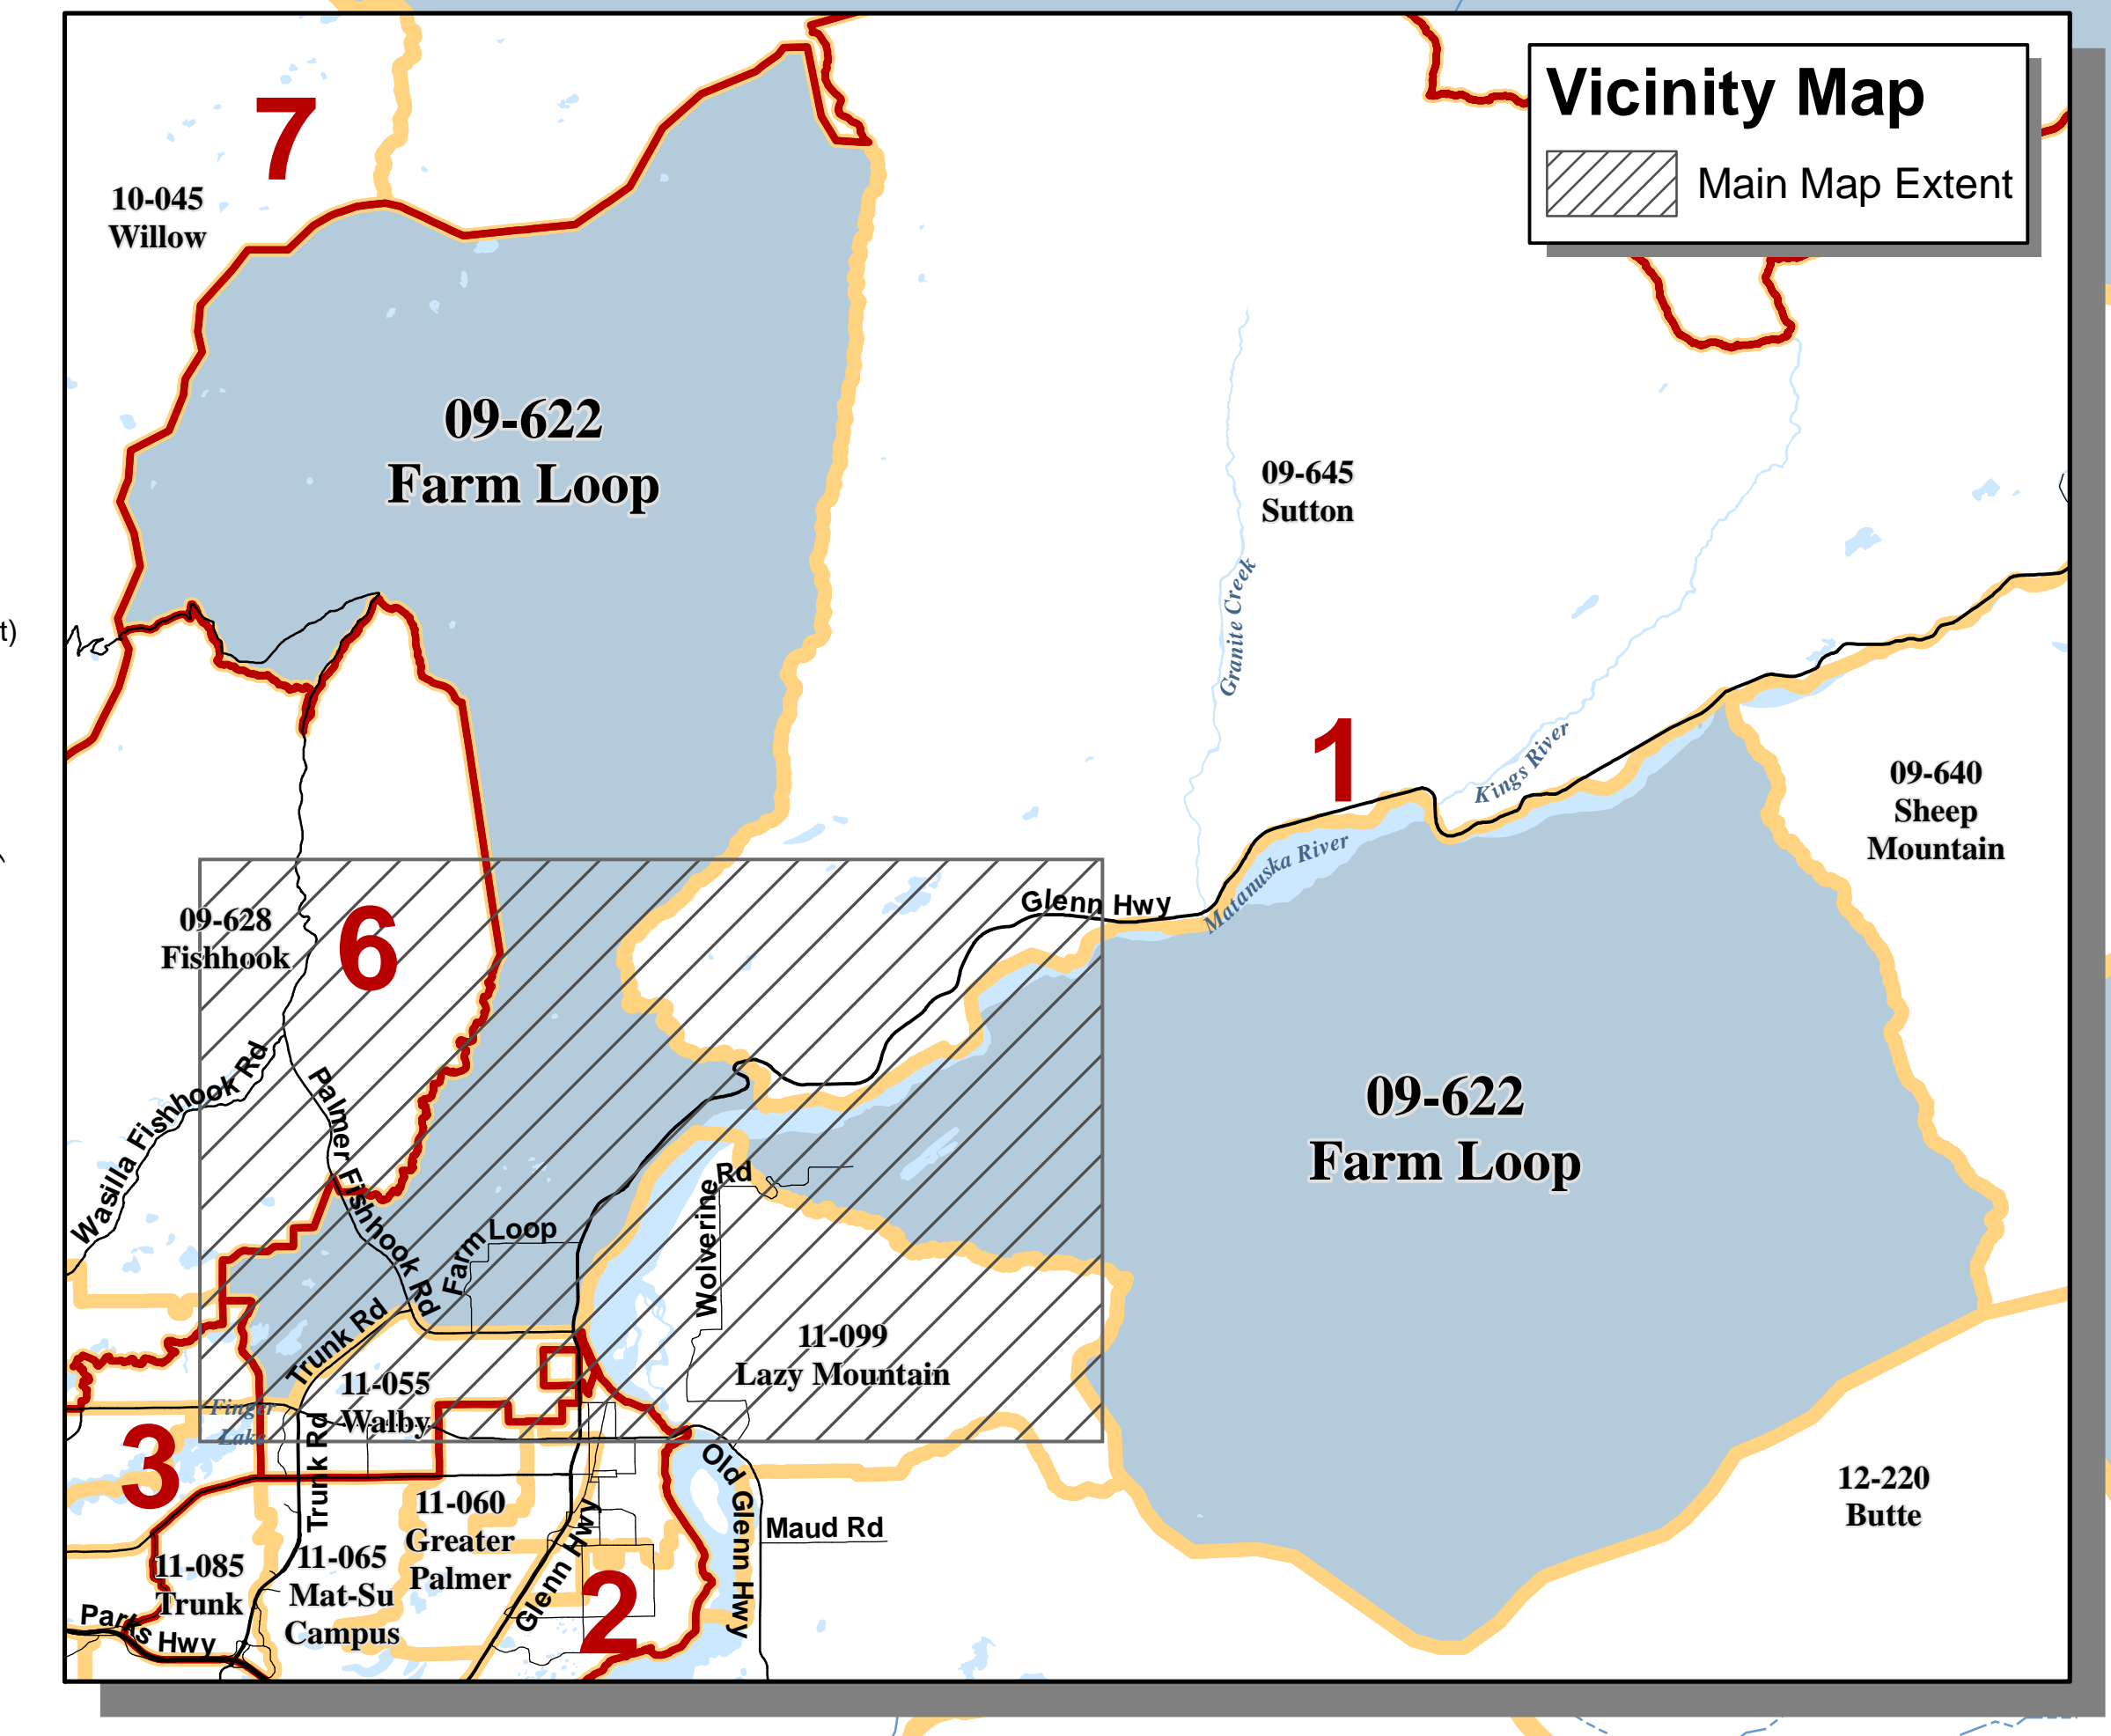 Vicinity Map
Main Map Extent
7
10-045
Willow
09-622
Farm Loop
09-645
Sutton
Granite Creek
t)
1
Kings River
Matanuska River
09-640
Sheep
Mountain
Glenn Hwy
09-628
Fishhook
6
Wasilla Fishhook Rd
Palmer Fishhook Rd
09-622
Farm Loop
Wolverine Rd
Farm Loop
Trunk Rd
11-099
Lazy Mountain
11-055
Walby
Finger
Lake
3
Trunk Rd
Old Glenn Hwy
12-220
Butte
11-060
Greater
Palmer
Maud Rd
11-085
Trunk
11-065
Mat-Su
Campus
Glenn Hwy
2
Parks Hwy